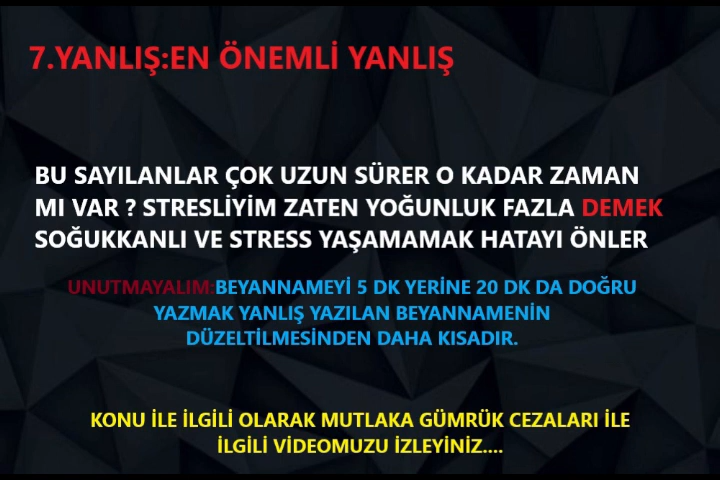 7.YANLIŞ:EN ÖNEMLİ YANLIŞ
BU SAYILANLAR ÇOK UZUN SÜRER O KADAR ZAMAN
MI VAR ? STRESLİYİM ZATEN YOĞUNLUK FAZLA DEMEK
SOĞUKKANLI VE STRESS YAŞAMAMAK HATAYI ÖNLER
UNUTMAYALIM:BEYANNAMEYİ 5 DK YERİNE 20 DK DA DOĞRU
YAZMAK YANLIŞ YAZILAN BEYANNAMENİN
DÜZELTİLMESİNDEN DAHA KISADIR.
KONU İLE İLGİLİ OLARAK MUTLAKA GÜMRÜK CEZALARI İLE
İLGİLİ VİDEOMUZU İZLEYİNİZ....